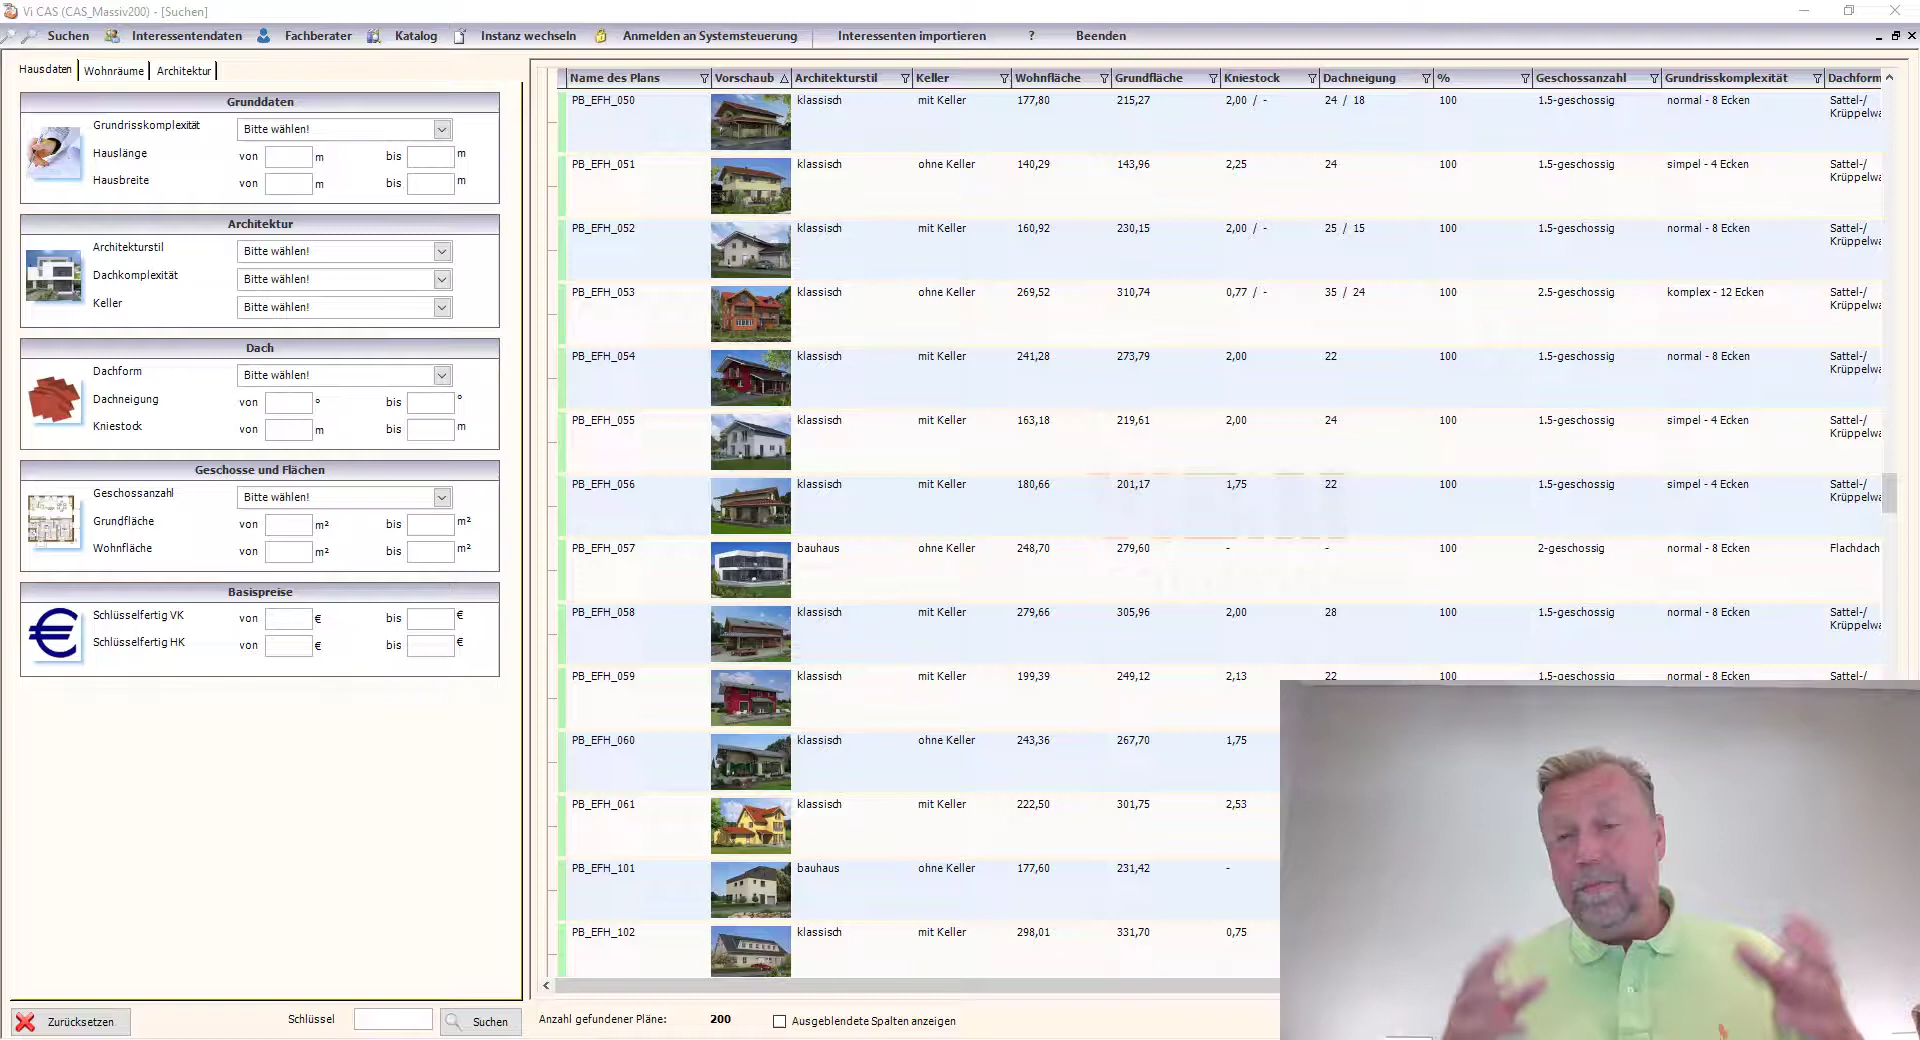 Vi CAS (CAS_Massiv200) - [Suchen]
Suchen Interessentendaten Fachberater Katalog Instanz wechseln Anmelden an Systemsteuerung Interessenten importieren ? Beenden
Hausdaten Wohnräume Architektur
Grunddaten
Grundrisskomplexität Bitte wählen!
Hauslänge von m bis m
Hausbreite von m bis m
Architektur
Architekturstil Bitte wählen!
Dachkomplexität Bitte wählen!
Keller Bitte wählen!
Dach
Dachform Bitte wählen!
Dachneigung von ° bis °
Kniestock von m bis m
Geschosse und Flächen
Geschossanzahl Bitte wählen!
Grundfläche von m² bis m²
Wohnfläche von m² bis m²
Basispreise
Schlüsselfertig VK von € bis €
Schlüsselfertig HK von € bis €
Zurücksetzen Schlüssel Suchen
Name des Plans Vorschaub Architekturstil Keller Wohnfläche Grundfläche Kniestock Dachneigung % Geschossanzahl Grundrisskomplexität Dachform
PB_EFH_050 klassisch mit Keller 177,80 215,27 2,00 / - 24 / 18 100 1.5-geschossig normal - 8 Ecken Sattel-/
Krüppelwa
PB_EFH_051 klassisch ohne Keller 140,29 143,96 2,25 24 100 1.5-geschossig simpel - 4 Ecken Sattel-/
Krüppelwa
PB_EFH_052 klassisch mit Keller 160,92 230,15 2,00 / - 25 / 15 100 1.5-geschossig normal - 8 Ecken Sattel-/
Krüppelwa
PB_EFH_053 klassisch ohne Keller 269,52 310,74 0,77 / - 35 / 24 100 2.5-geschossig komplex - 12 Ecken Sattel-/
Krüppelwa
PB_EFH_054 klassisch mit Keller 241,28 273,79 2,00 22 100 1.5-geschossig normal - 8 Ecken Sattel-/
Krüppelwa
PB_EFH_055 klassisch mit Keller 163,18 219,61 2,00 24 100 1.5-geschossig simpel - 4 Ecken Sattel-/
Krüppelwa
PB_EFH_056 klassisch mit Keller 180,66 201,17 1,75 22 100 1.5-geschossig simpel - 4 Ecken Sattel-/
Krüppelwa
PB_EFH_057 bauhaus ohne Keller 248,70 279,60 - - 100 2-geschossig normal - 8 Ecken Flachdach
PB_EFH_058 klassisch mit Keller 279,66 305,96 2,00 28 100 1.5-geschossig normal - 8 Ecken Sattel-/
Krüppelwa
PB_EFH_059 klassisch mit Keller 199,39 249,12 2,13 22 100 1.5-geschossig normal - 8 Ecken Sattel-/
PB_EFH_060 klassisch ohne Keller 243,36 267,70 1,75
PB_EFH_061 klassisch mit Keller 222,50 301,75 2,53
PB_EFH_101 bauhaus ohne Keller 177,60 231,42 -
PB_EFH_102 klassisch mit Keller 298,01 331,70 0,75
Anzahl gefundener Pläne: 200 Ausgeblendete Spalten anzeigen